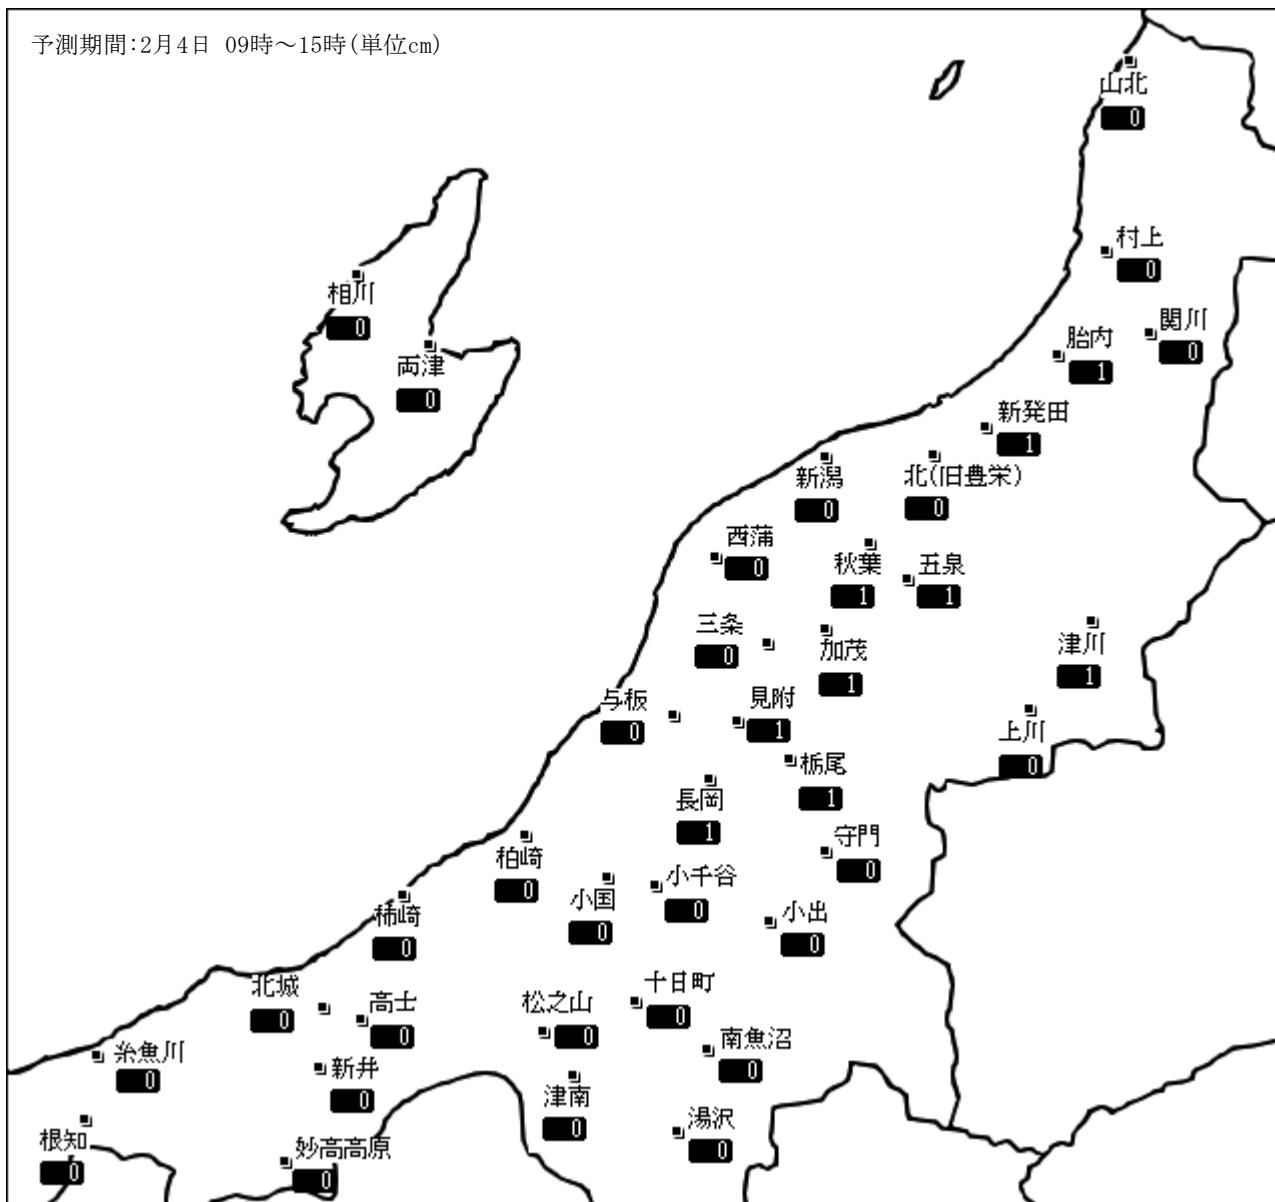 予測期間:2月4日 09時～15時(単位cm)
山北
0
村上
0
相川
0
関川
0
胎内
1
両津
0
新発田
1
新潟
0
北(旧豊栄)
0
西蒲
0
秋葉
1
五泉
1
三条
0
加茂
1
津川
1
与板
0
見附
1
上川
0
栃尾
1
長岡
1
守門
0
柏崎
0
小千谷
0
小国
0
小出
0
柿崎
0
北城
0
高士
0
松之山
0
十日町
0
南魚沼
0
糸魚川
0
新井
0
津南
0
湯沢
0
根知
0
妙高高原
0